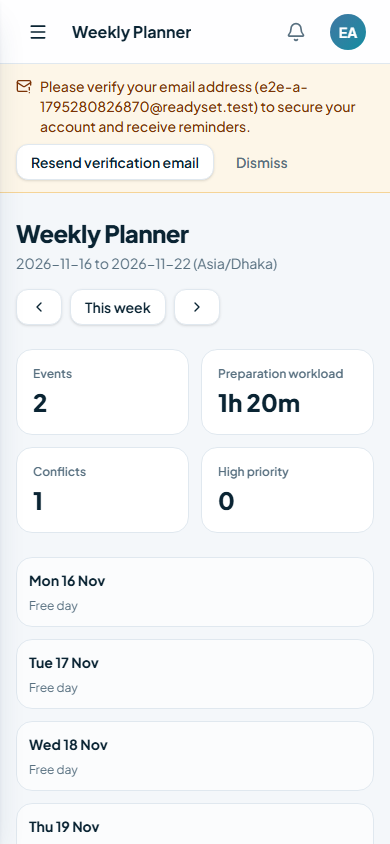 Weekly Planner
EA
Please verify your email address (e2e-a-
1795280826870@readyset.test) to secure your
account and receive reminders.
Resend verification email
Dismiss
Weekly Planner
2026-11-16 to 2026-11-22 (Asia/Dhaka)
This week
Events
2
Preparation workload
1h 20m
Conflicts
1
High priority
0
Mon 16 Nov
Free day
Tue 17 Nov
Free day
Wed 18 Nov
Free day
Thu 19 Nov